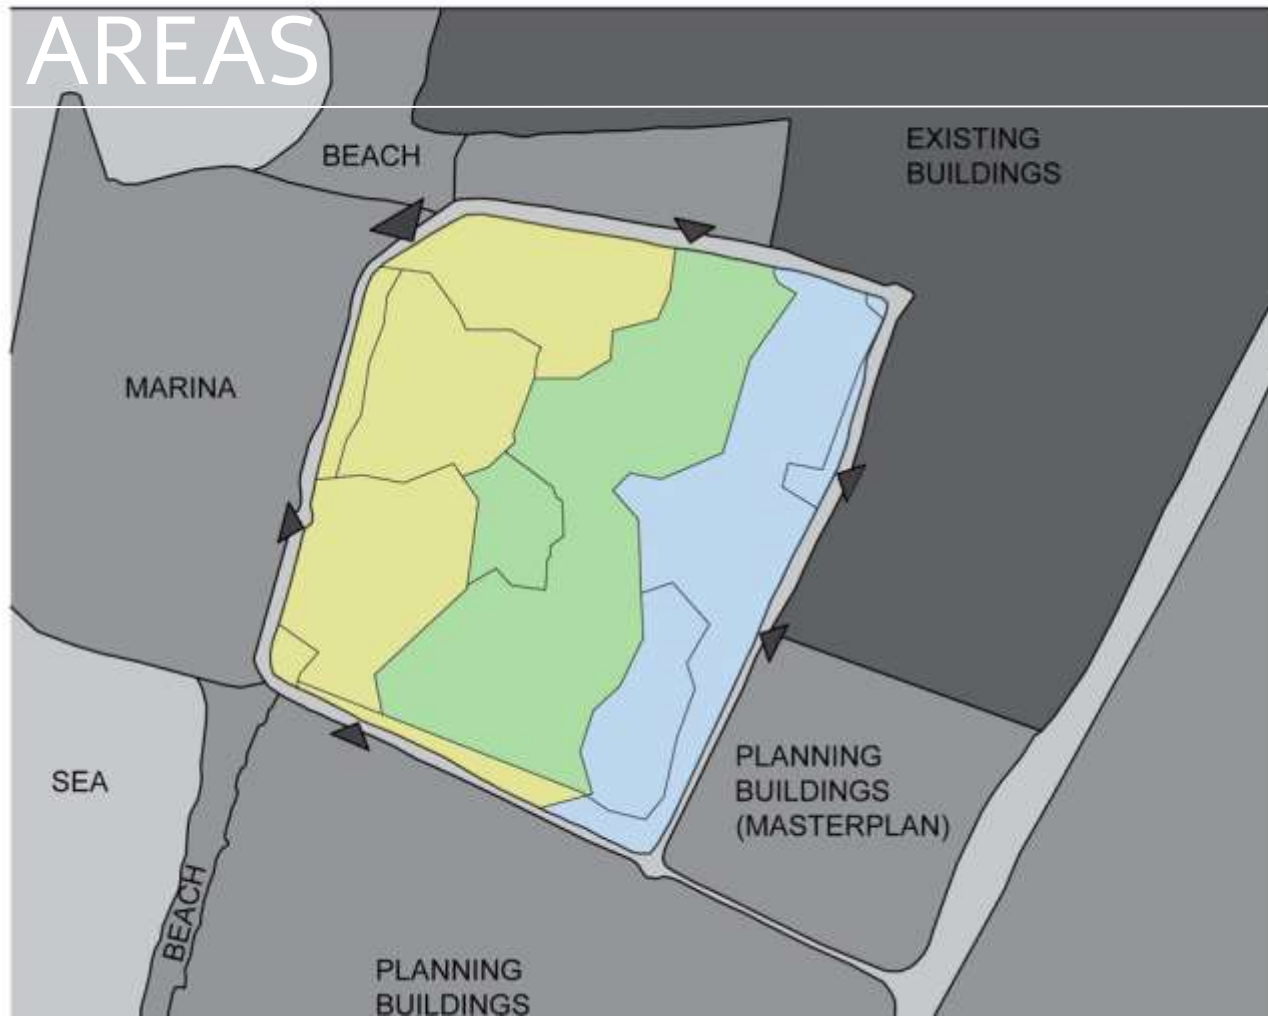 AREAS
BEACH
EXISTING
BUILDINGS
MARINA
SEA
PLANNING
BUILDINGS
(MASTERPLAN)
BEACH
PLANNING
BUILDINGS